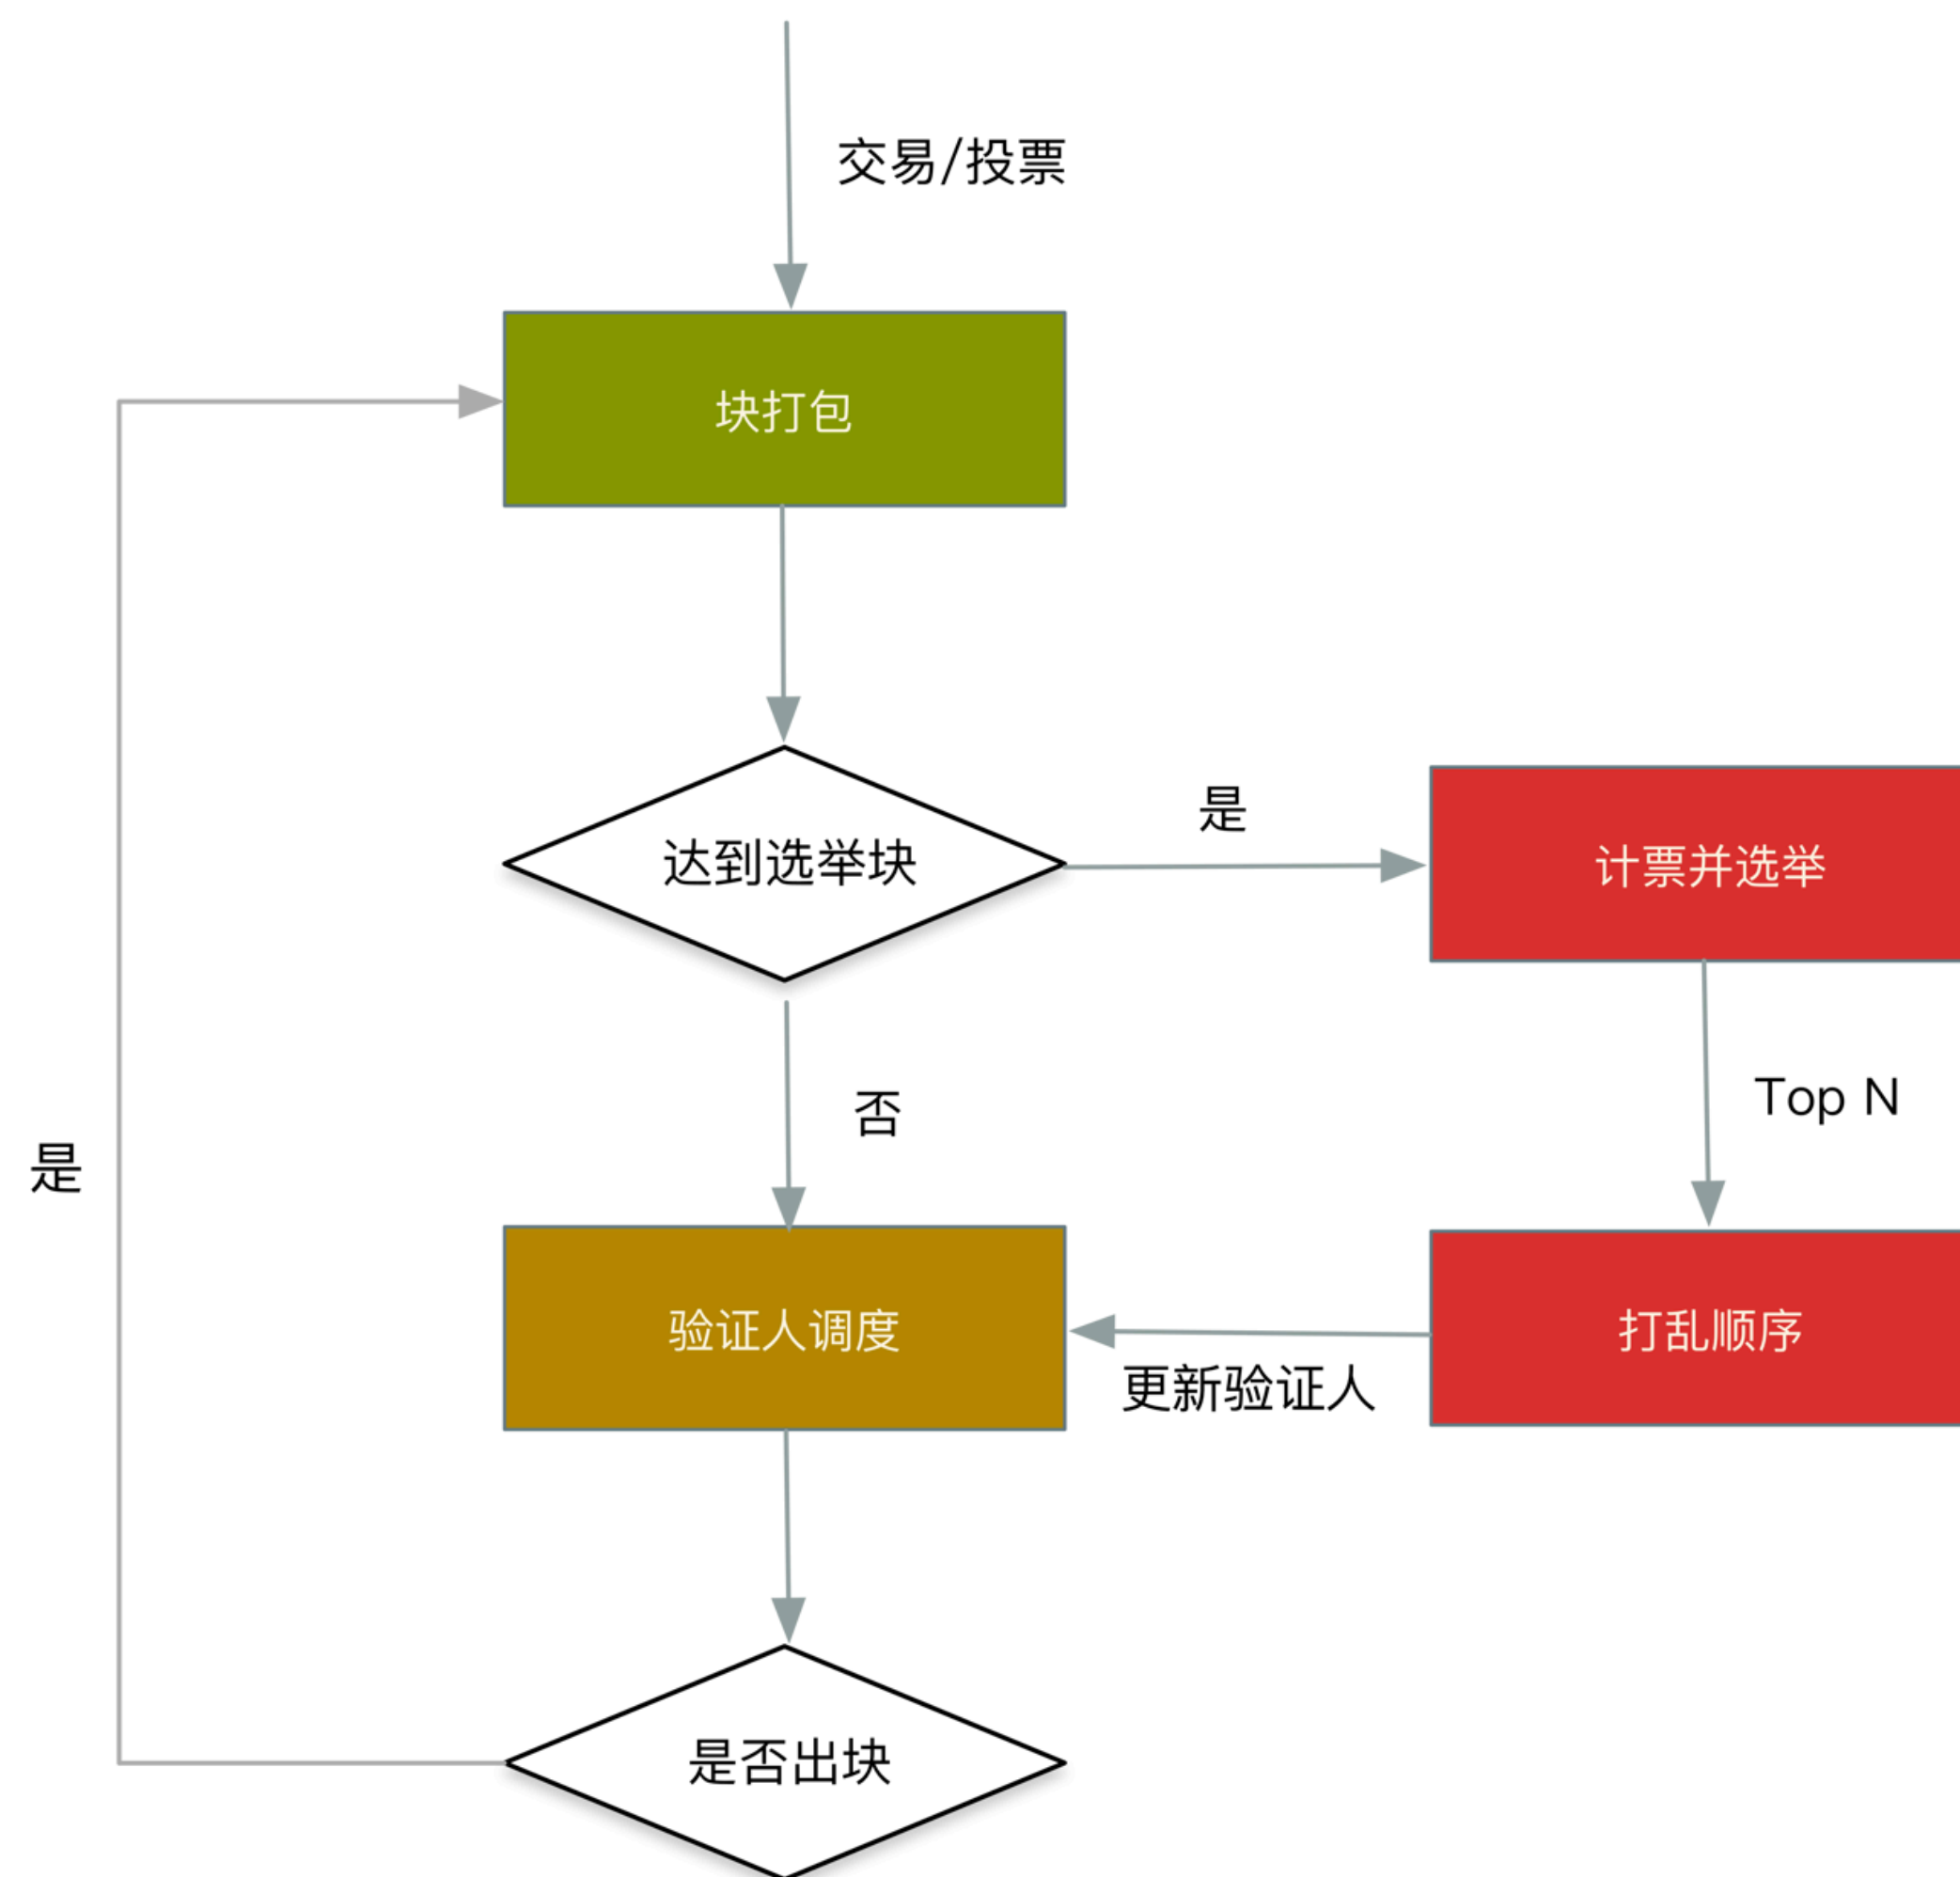 交易/投票
块打包
达到选举块
是
计票并选举
否
Top N
是
验证人调度
更新验证人
打乱顺序
是否出块